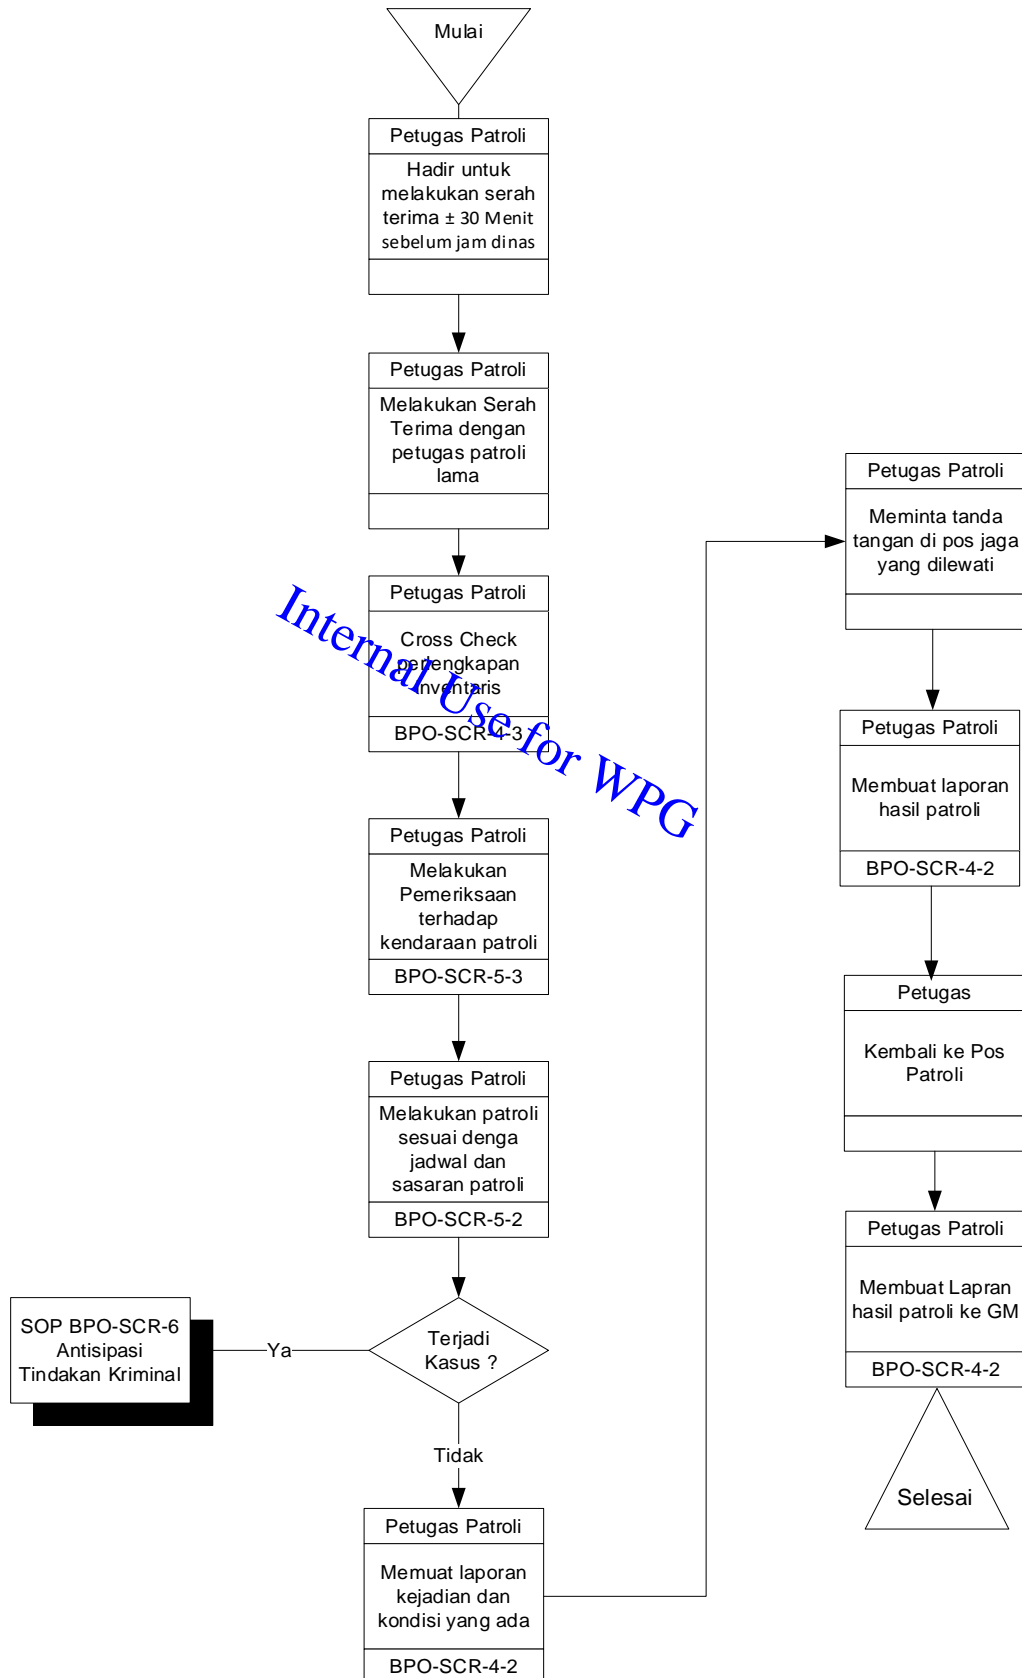 Mulai
Petugas Patroli
Hadir untuk
melakukan serah
terima ± 30 Menit
sebelum jam dinas
Petugas Patroli
Melakukan Serah
Terima dengan
petugas patroli
lama
Petugas Patroli
Cross Check
perlengkapan
inventaris
BPO-SCR-4-3
Internal Use for WPG
Petugas Patroli
Melakukan
Pemeriksaan
terhadap
kendaraan patroli
BPO-SCR-5-3
Petugas Patroli
Melakukan patroli
sesuai denga
jadwal dan
sasaran patroli
BPO-SCR-5-2
Terjadi
Kasus ?
Ya
SOP BPO-SCR-6
Antisipasi
Tindakan Kriminal
Tidak
Petugas Patroli
Memuat laporan
kejadian dan
kondisi yang ada
BPO-SCR-4-2
Petugas Patroli
Meminta tanda
tangan di pos jaga
yang dilewati
Petugas Patroli
Membuat laporan
hasil patroli
BPO-SCR-4-2
Petugas
Kembali ke Pos
Patroli
Petugas Patroli
Membuat Lapran
hasil patroli ke GM
BPO-SCR-4-2
Selesai